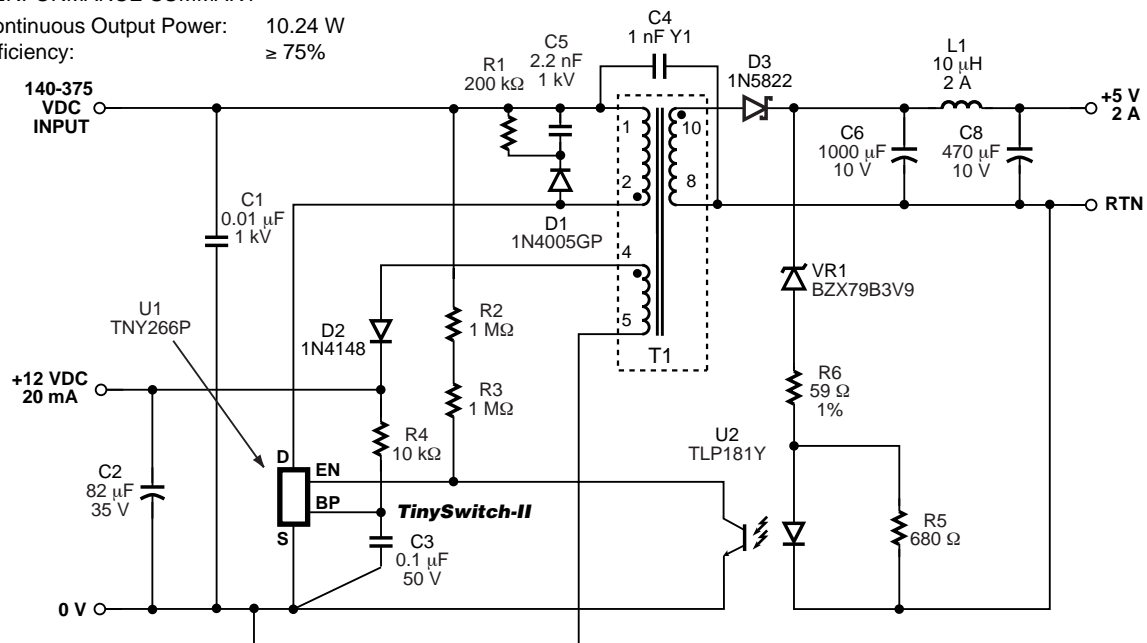 Continuous Output Power: 10.24 W
≥ 75%
C4
1 nF Y1
C5
2.2 nF
1 kV
R1
200 kΩ
D3
1N5822
L1
10 µH
2 A
140-375
VDC
INPUT
+5 V
2 A
1
10
C6
1000 µF
10 V
C8
470 µF
10 V
2
8
RTN
C1
0.01 µF
1 kV
D1
1N4005GP
4
VR1
BZX79B3V9
U1
TNY266P
D2
1N4148
R2
1 MΩ
5
T1
+12 VDC
20 mA
R3
1 MΩ
R6
59 Ω
1%
R4
10 kΩ
U2
TLP181Y
D
EN
C2
82 µF
35 V
BP
TinySwitch-II
S
C3
0.1 µF
50 V
R5
680 Ω
0 V